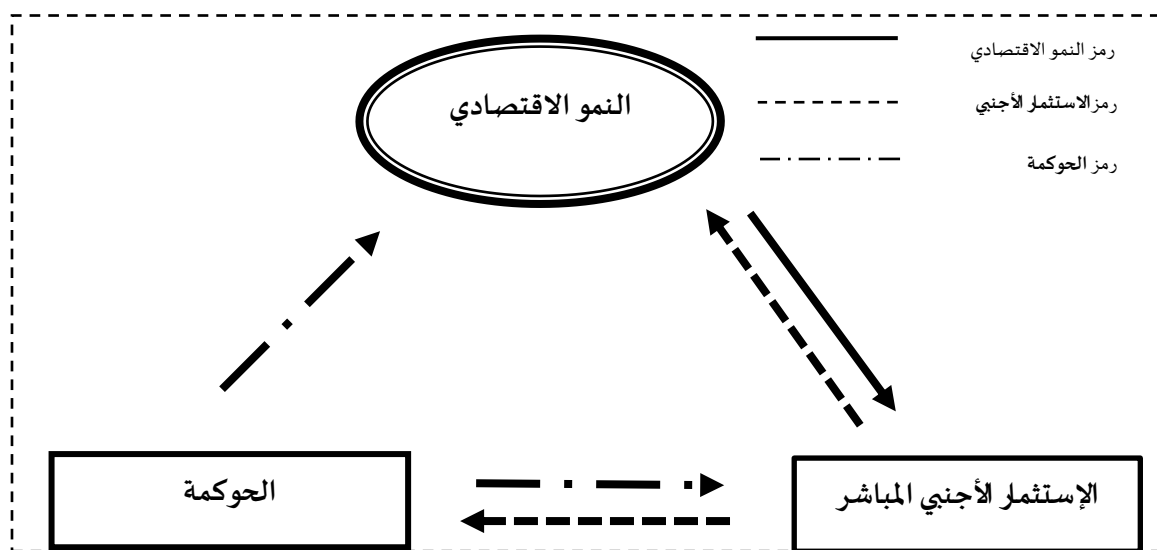 رمز النمو الاقتصادي
النمو الاقتصادي
رمزالاستثمار الأجنبي
رمز الحوكمة
الحوكمة
الإستثمار الأجنبي المباشر